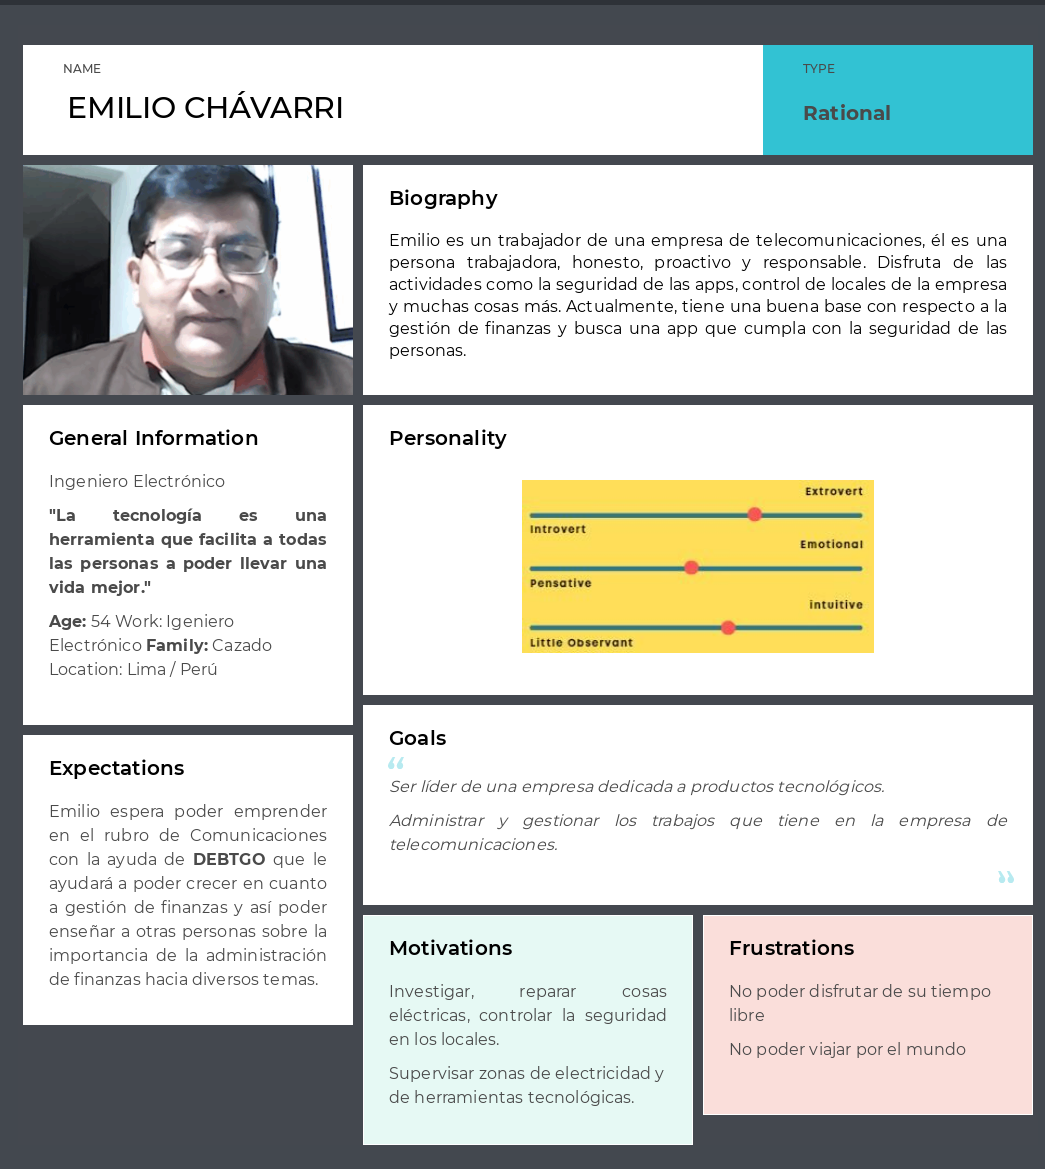 NAME
EMILIO CHÁVARRI
TYPE
Rational
Biography
Emilio es un trabajador de una empresa de telecomunicaciones, él es una
persona trabajadora, honesto, proactivo y responsable. Disfruta de las
actividades como la seguridad de las apps, control de locales de la empresa
y muchas cosas más. Actualmente, tiene una buena base con respecto a la
gestión de finanzas y busca una app que cumpla con la seguridad de las
personas.
General Information
Ingeniero Electrónico
"La tecnología es una
herramienta que facilita a todas
las personas a poder llevar una
vida mejor."
Age: 54 Work: Igeniero
Electrónico Family: Cazado
Location: Lima / Perú
Personality
Extrovert
Introvert
Emotional
Pensative
intuitive
Little Observant
Expectations
Emilio espera poder emprender
en el rubro de Comunicaciones
con la ayuda de DEBTGO que le
ayudará a poder crecer en cuanto
a gestión de finanzas y así poder
enseñar a otras personas sobre la
importancia de la administración
de finanzas hacia diversos temas.
Goals
“
Ser líder de una empresa dedicada a productos tecnológicos.
Administrar y gestionar los trabajos que tiene en la empresa de
telecomunicaciones.
”
Motivations
Investigar, reparar cosas
eléctricas, controlar la seguridad
en los locales.
Supervisar zonas de electricidad y
de herramientas tecnológicas.
Frustrations
No poder disfrutar de su tiempo
libre
No poder viajar por el mundo